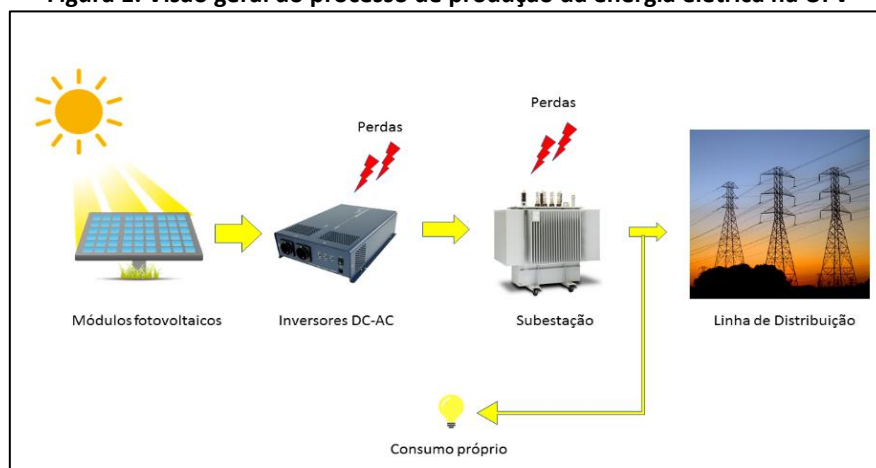 Figura 1. Visão geral do processo de produção da energia elétrica na UFV
Perdas
Perdas
Módulos fotovoltaicos
Inversores DC-AC
Subestação
Linha de Distribuição
Consumo próprio